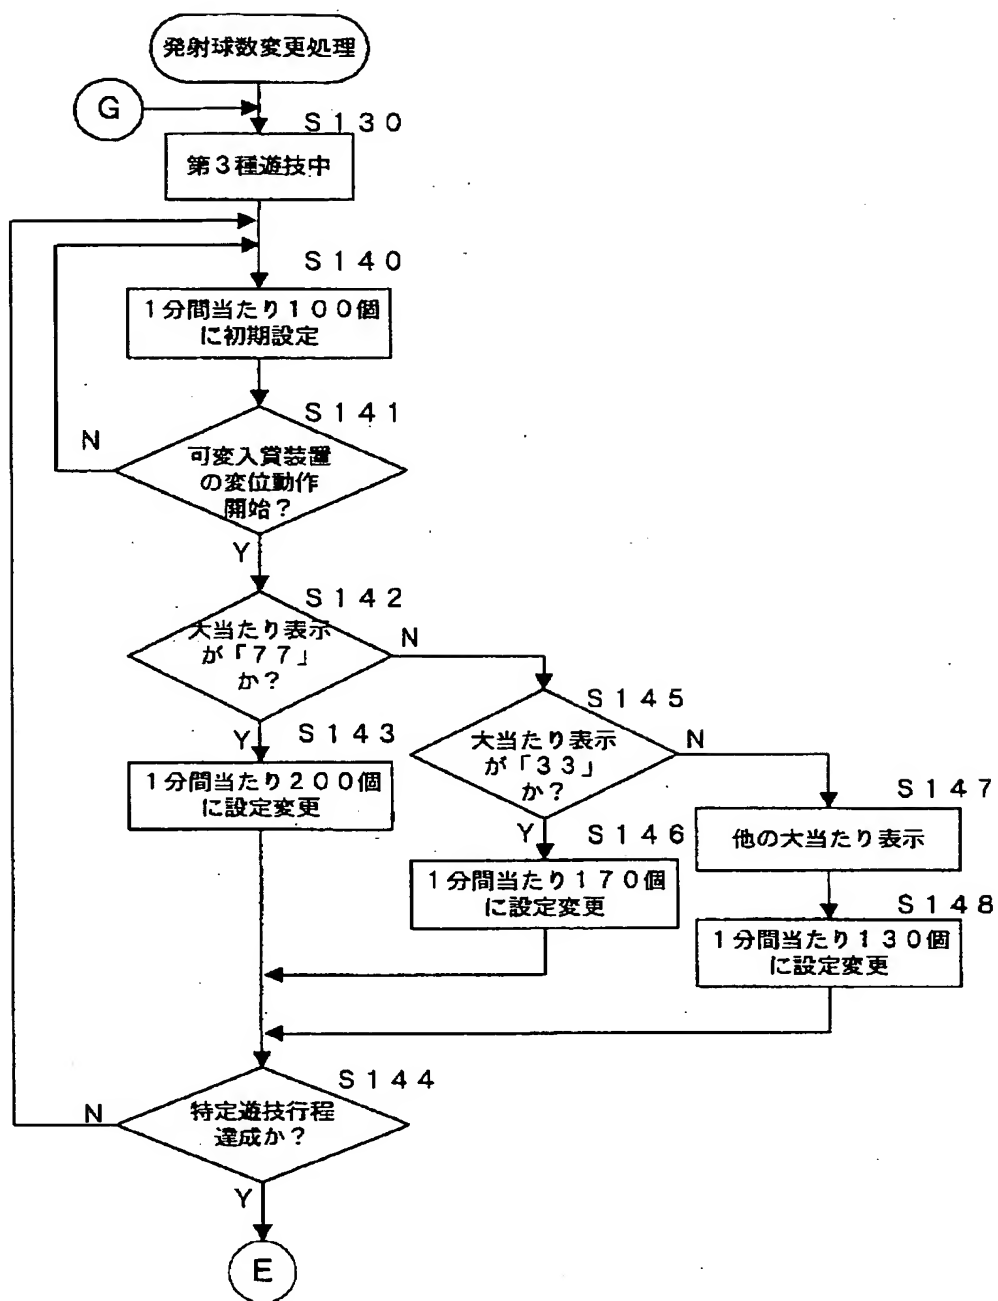 発射球数変更処理
G
S130
第3種遊技中
S140
1分間当たり100個
に初期設定
S141
N
可変入賞装置
の変位動作
開始?
Y
S142
大当たり表示
が「77」
か?
N
Y
S143
1分間当たり200個
に設定変更
S145
大当たり表示
が「33」
か?
N
Y
S146
1分間当たり170個
に設定変更
S147
他の大当たり表示
S148
1分間当たり130個
に設定変更
S144
N
特定遊技行程
達成か?
Y
E